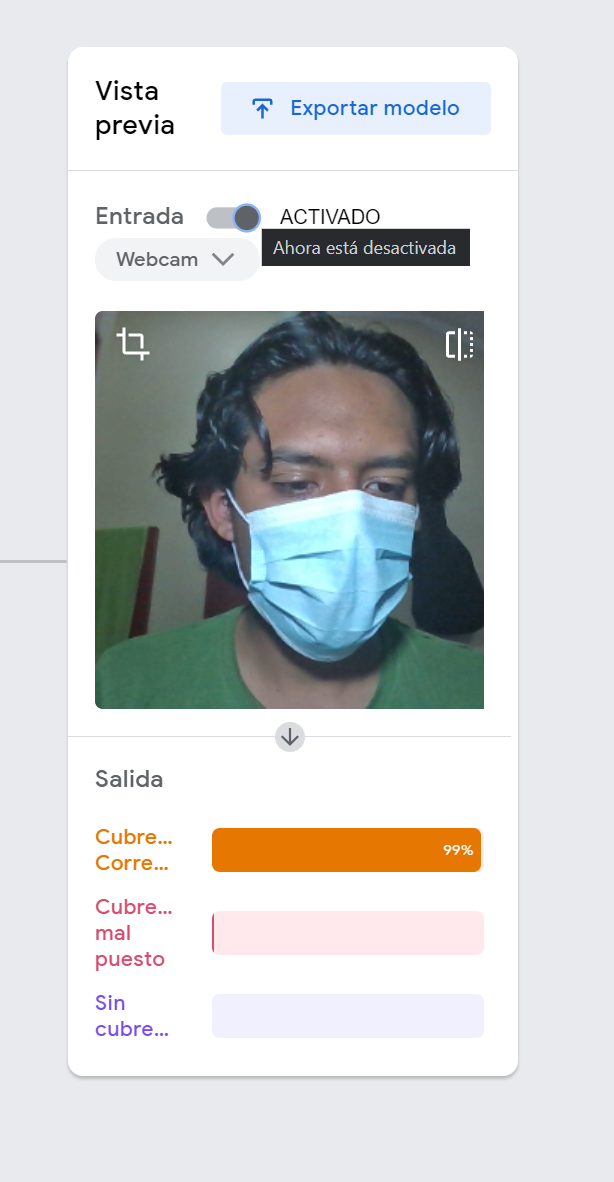 Vista
previa
Exportar modelo
Entrada
ACTIVADO
Ahora está desactivada
Webcam
Salida
Cubre...
Corre...
99%
Cubre...
mal
puesto
Sin
cubre...